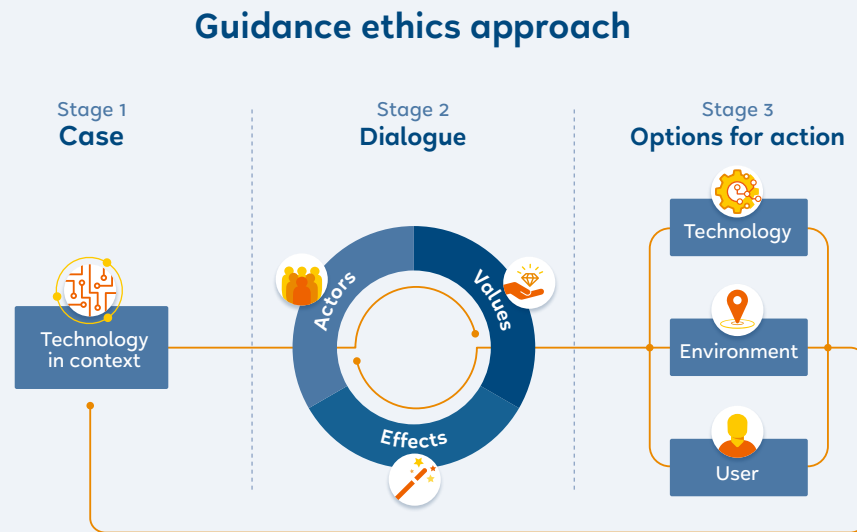 Guidance ethics approach
Stage 1
Case
Stage 2
Dialogue
Stage 3
Options for action
Technology
in context
Actors
Values
Effects
Technology
Environment
User